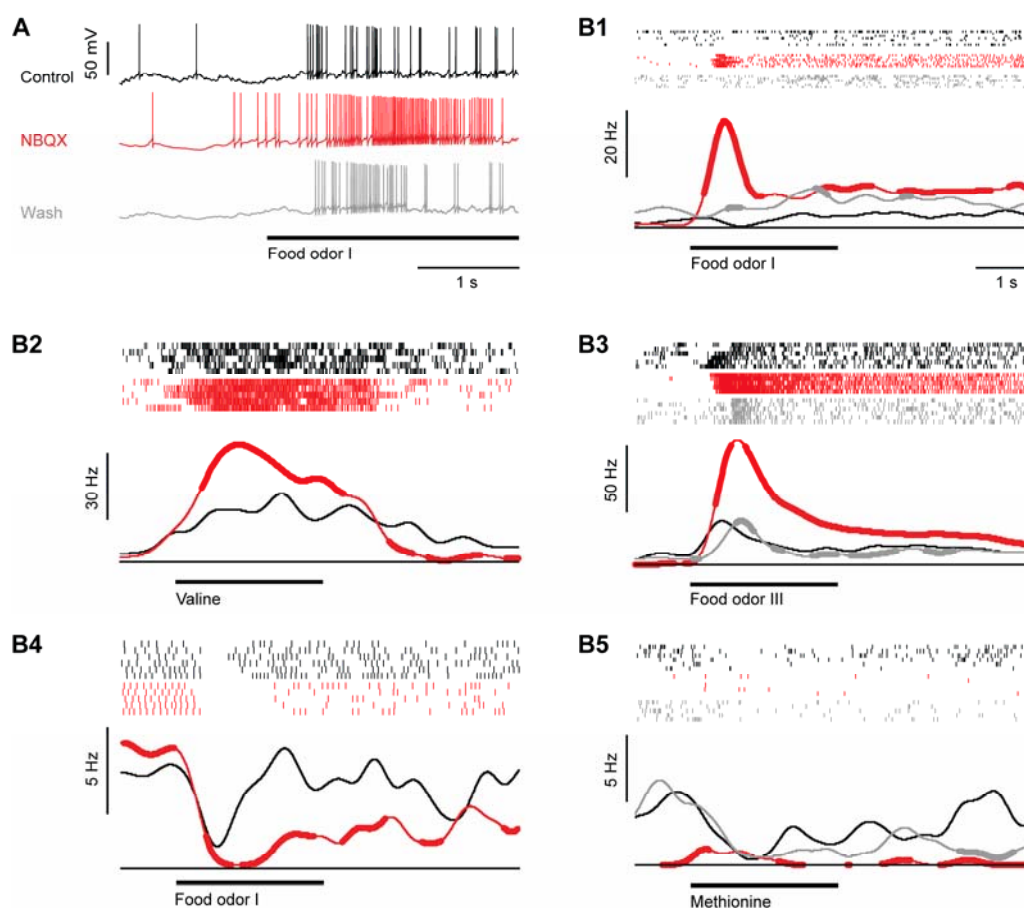 A
50 mV
Control
NBQX
Wash
Food odor I
1 s
B1
20 Hz
Food odor I
1 s
B2
30 Hz
Valine
B3
50 Hz
Food odor III
B4
5 Hz
Food odor I
B5
5 Hz
Methionine